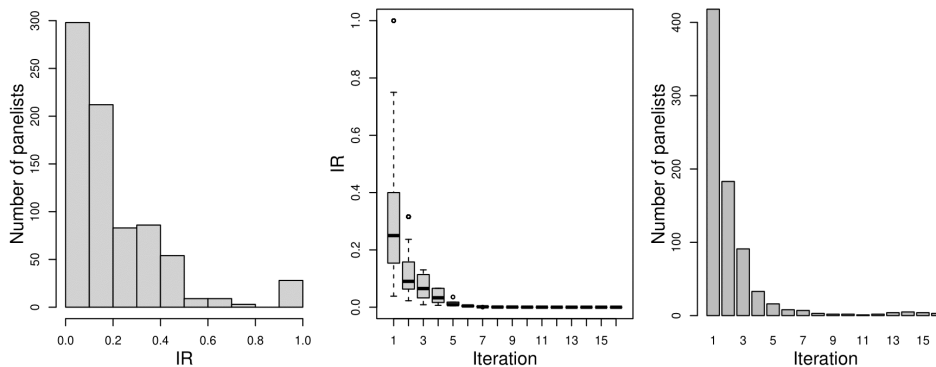 Number of panelists
0 50 100 150 200 250 300
0.0 0.2 0.4 0.6 0.8 1.0
IR
IR
0.0 0.2 0.4 0.6 0.8 1.0
1 3 5 7 9 11 13 15
Iteration
Number of panelists
0 100 200 300 400
1 3 5 7 9 11 13 15
Iteration